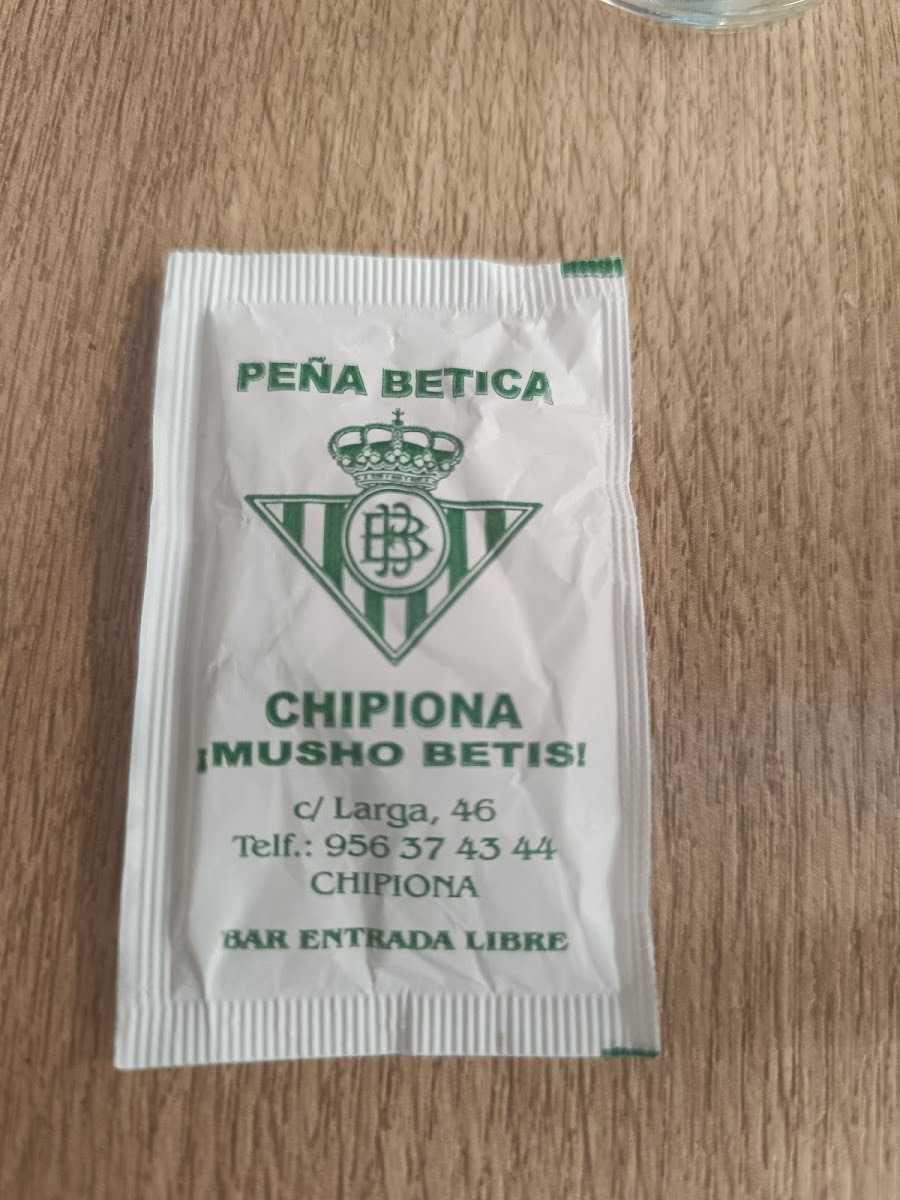 PEÑA BETICA
BB
CHIPIONA
¡MUSHO BETIS!
c/ Larga, 46
Telf.: 956 37 43 44
CHIPIONA
BAR ENTRADA LIBRE